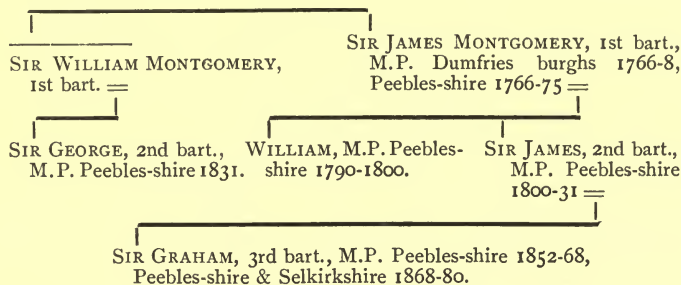 SIR WILLIAM MONTGOMERY,
1st bart. =
SIR JAMES MONTGOMERY, 1st bart.,
M.P. Dumfries burghs 1766-8,
Peebles-shire 1766-75 =
SIR GEORGE, 2nd bart.,
M.P. Peebles-shire 1831.
WILLIAM, M.P. Peebles-
shire 1790-1800.
SIR JAMES, 2nd bart.,
M.P. Peebles-shire
1800-31 =
SIR GRAHAM, 3rd bart., M.P. Peebles-shire 1852-68,
Peebles-shire & Selkirkshire 1868-80.